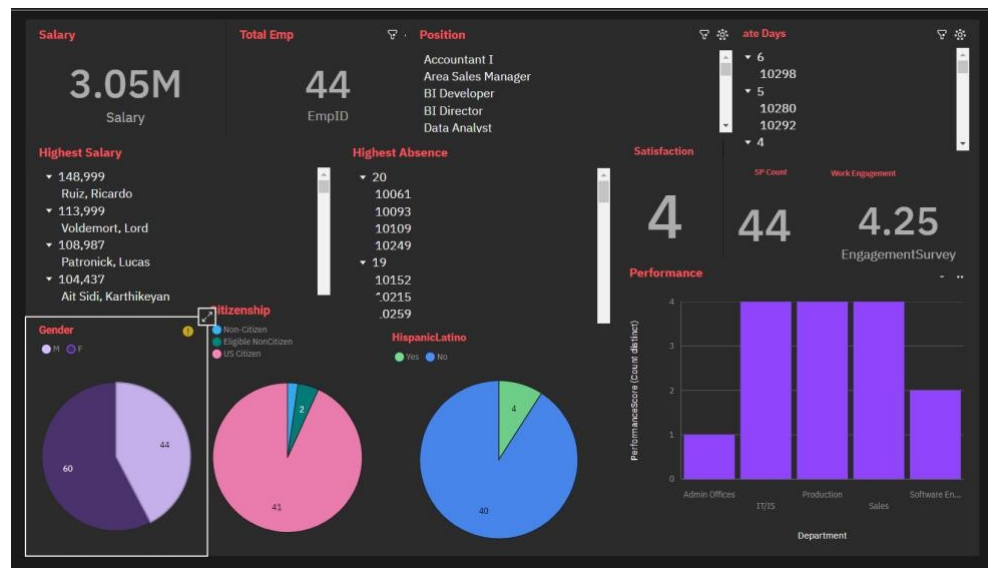 Salary
3.05M
Salary
Total Emp
44
EmpID
Position
Accountant I
Area Sales Manager
BI Developer
BI Director
Data Analyst
ate Days
6
10298
5
10280
10292
4
Highest Salary
148,999
Ruiz, Ricardo
113,999
Voldemort, Lord
108,987
Patronick, Lucas
104,437
Ait Sidi, Karthikeyan
Highest Absence
20
10061
10093
10109
10249
19
10152
0215
.0259
Satisfaction
4
SP Count
44
Work Engagement
4.25
EngagementSurvey
Gender
M F
44
60
Citizenship
Non-Citizen
Eligible NonCitizen
US Citizen
2
41
HispanicLatino
Yes No
4
40
Performance
PerformanceScore (Count distinct)
4
3
2
1
0
Admin Offices
IT/IS
Production
Sales
Software En...
Department